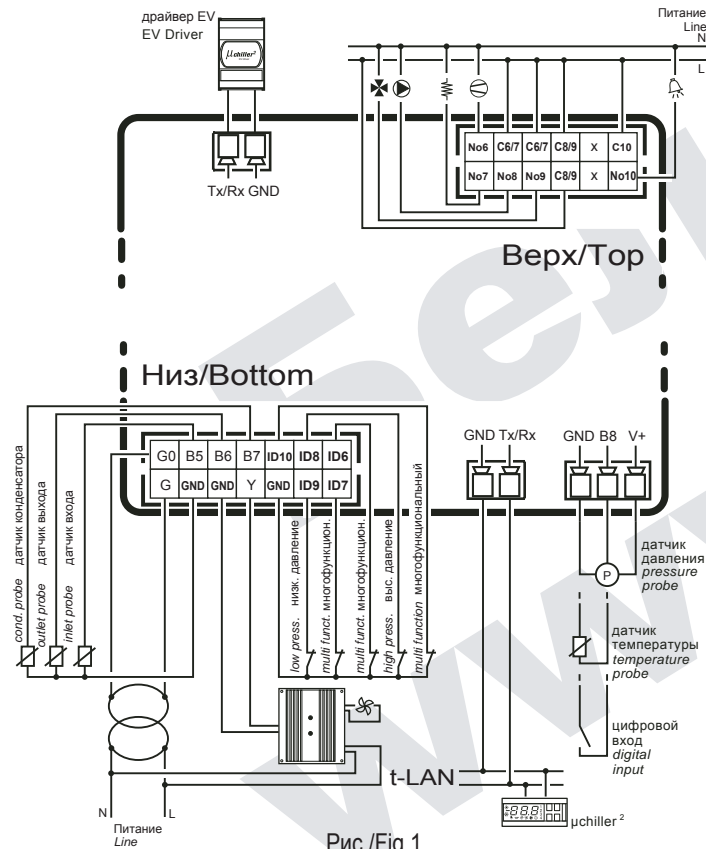 драйвер EV
EV Driver
µchiller²
Питание
Line
N
L
No6 C6/7 C6/7 C8/9 X C10
No7 No8 No9 C8/9 X No10
Tx/Rx GND
Верх/Top
Низ/Bottom
G0 B5 B6 B7 ID10 ID8 ID6
G GND GND Y GND ID9 ID7
GND Tx/Rx
GND B8 V+
cond. probe датчик конденсатора
outlet probe датчик выхода
inlet probe датчик входа
low press. низк. давление
multi funct. многофункцион.
multi funct. многофункцион.
high press. выс. давление
multi function многофункциональный
P
датчик
давления
pressure
probe
датчик
температуры
temperature
probe
цифровой
вход
digital
input
t-LAN
N
L
Питание
Line
µchiller²
Рис./Fig.1
Бел
ww